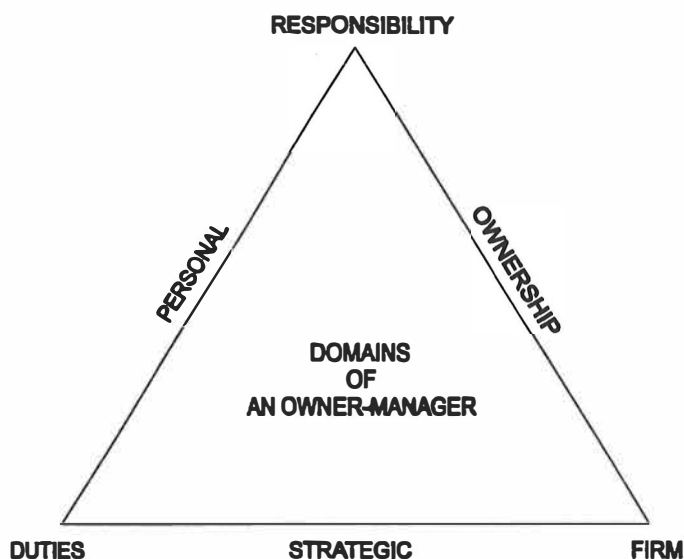 RESPONSIBILITY
PERSONAL
OWNERSHIP
DOMAINS
OF
AN OWNER-MANAGER
DUTIES
STRATEGIC
FIRM